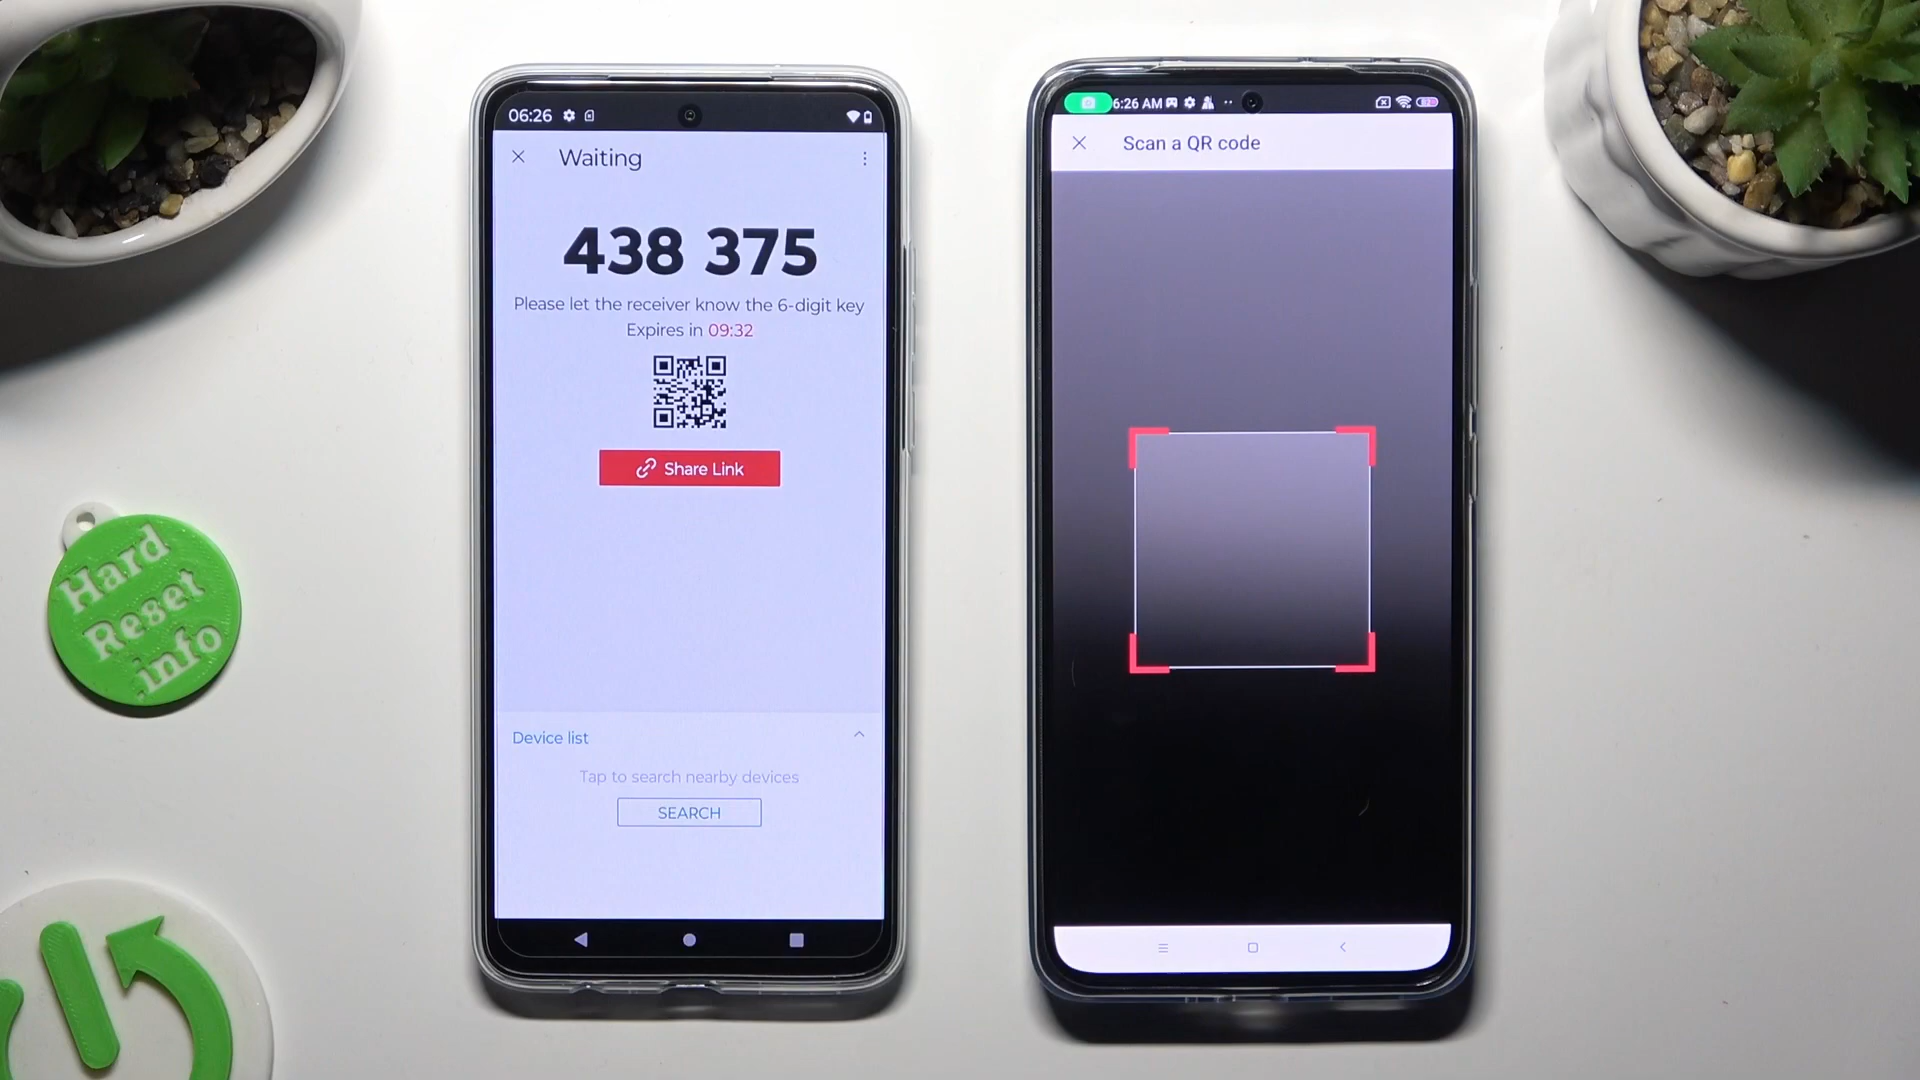 06:26
Waiting
438 375
Please let the receiver know the 6-digit key
Expires in 09:32
Share Link
Device list
Tap to search nearby devices
SEARCH
6:26 AM
Scan a QR code
Hard
Reset
.info